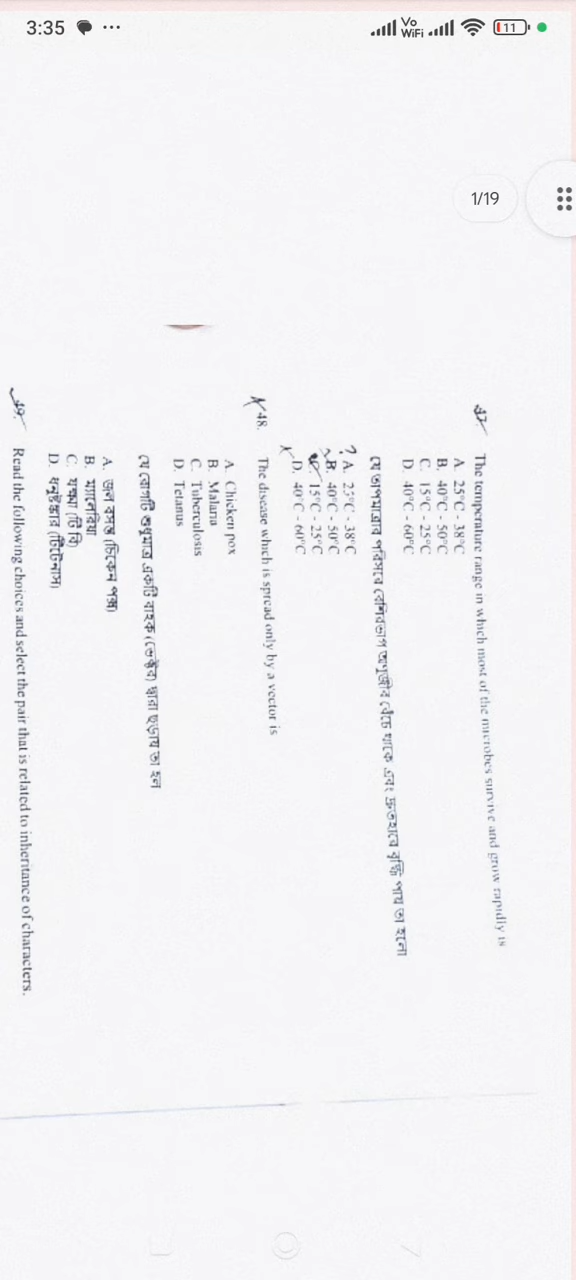 3:35
Vo WiFi
11
1/19
47. The temperature range in which most of the microbes survive and grow rapidly is
A. 25°C - 38°C
B. 40°C - 50°C
C. 15°C - 25°C
D. 40°C - 60°C
যে তাপমাত্রার পরিসরে বেশিরভাগ অণুজীব বেঁচে থাকে এবং দ্রুতহারে বৃদ্ধি পায় তা হলো
? A. 25°C - 38°C
B. 40°C - 50°C
C. 15°C - 25°C
D. 40°C - 60°C
48. The disease which is spread only by a vector is
A. Chicken pox
B. Malaria
C. Tuberculosis
D. Tetanus
যে রোগটি শুধুমাত্র একটি বাহক (ভেক্টর) দ্বারা ছড়ায় তা হল
A. জল বসন্ত (চিকেন পক্স)
B. ম্যালেরিয়া
C. যক্ষ্মা (টি বি)
D. ধনুষ্টঙ্কার (টিটেনাস)
49. Read the following choices and select the pair that is related to inheritance of characters.